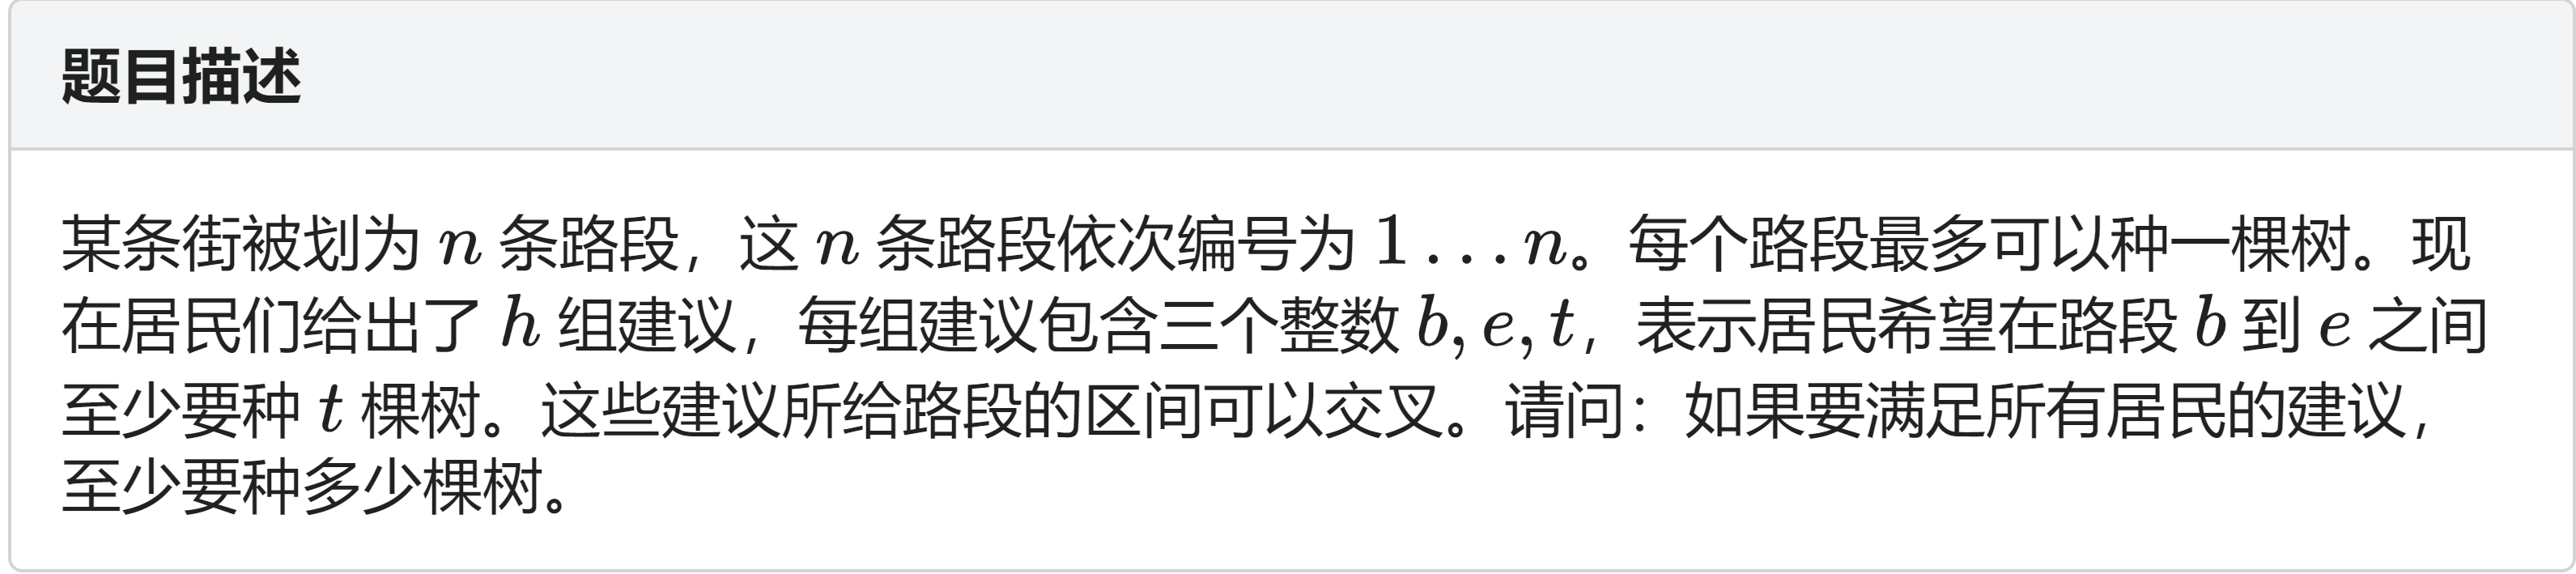 题目描述
某条街被划为 n 条路段，这 n 条路段依次编号为 1…n。每个路段最多可以种一棵树。现
在居民们给出了 h 组建议，每组建议包含三个整数 b,e,t，表示居民希望在路段 b 到 e 之间
至少要种 t 棵树。这些建议所给路段的区间可以交叉。请问：如果要满足所有居民的建议，
至少要种多少棵树。